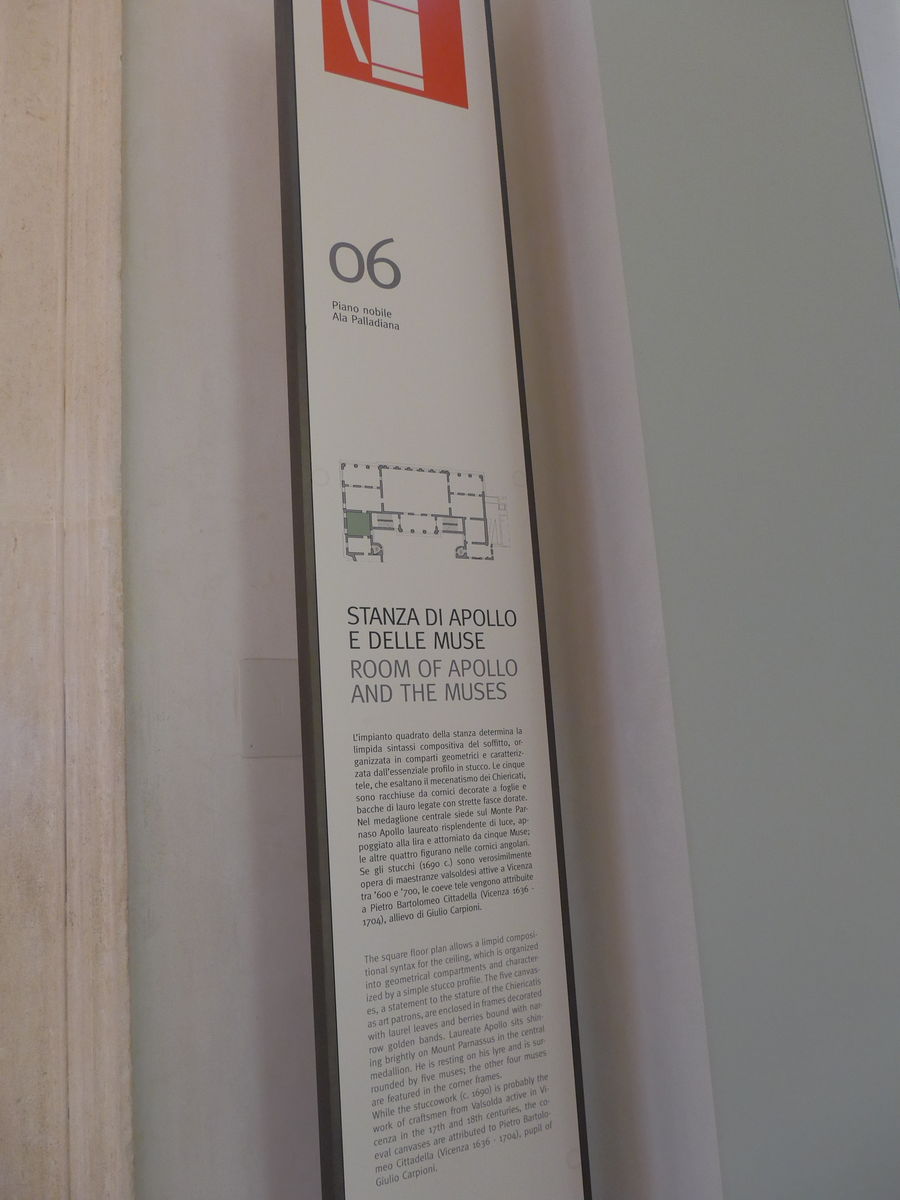 06
Piano nobile
Ala Palladiana
STANZA DI APOLLO
E DELLE MUSE
ROOM OF APOLLO
AND THE MUSES
L'impianto quadrato della stanza determina la
limpida sintassi compositiva del soffitto, or-
ganizzata in comparti geometrici e caratteriz-
zata dall'essenziale profilo in stucco. Le cinque
tele, che esaltano il mecenatismo dei Chiericati,
sono racchiuse da cornici decorate a foglie e
bacche di lauro legate con strette fasce dorate.
Nel medaglione centrale siede sul Monte Par-
naso Apollo laureato risplendente di luce, ap-
poggiato alla lira e attorniato da cinque Muse;
le altre quattro figurano nelle cornici angolari.
Se gli stucchi (1690 c.) sono verosimilmente
opera di maestranze valsoldesi attive a Vicenza
tra '600 e '700, le coeve tele vengono attribuite
a Pietro Bartolomeo Cittadella (Vicenza 1636 -
1704), allievo di Giulio Carpioni.
The square floor plan allows a limpid composi-
tional syntax for the ceiling, which is organized
into geometrical compartments and character-
ized by a simple stucco profile. The five canvas-
es, a statement to the stature of the Chiericatis
as art patrons, are enclosed in frames decorated
with laurel leaves and berries bound with nar-
row golden bands. Laureate Apollo sits shin-
ing brightly on Mount Parnassus in the central
medallion. He is resting on his lyre and is sur-
rounded by five muses; the other four muses
are featured in the corner frames.
While the stuccowork (c. 1690) is probably the
work of craftsmen from Valsolda active in Vi-
cenza in the 17th and 18th centuries, the co-
eval canvases are attributed to Pietro Bartolo-
meo Cittadella (Vicenza 1636 - 1704), pupil of
Giulio Carpioni.